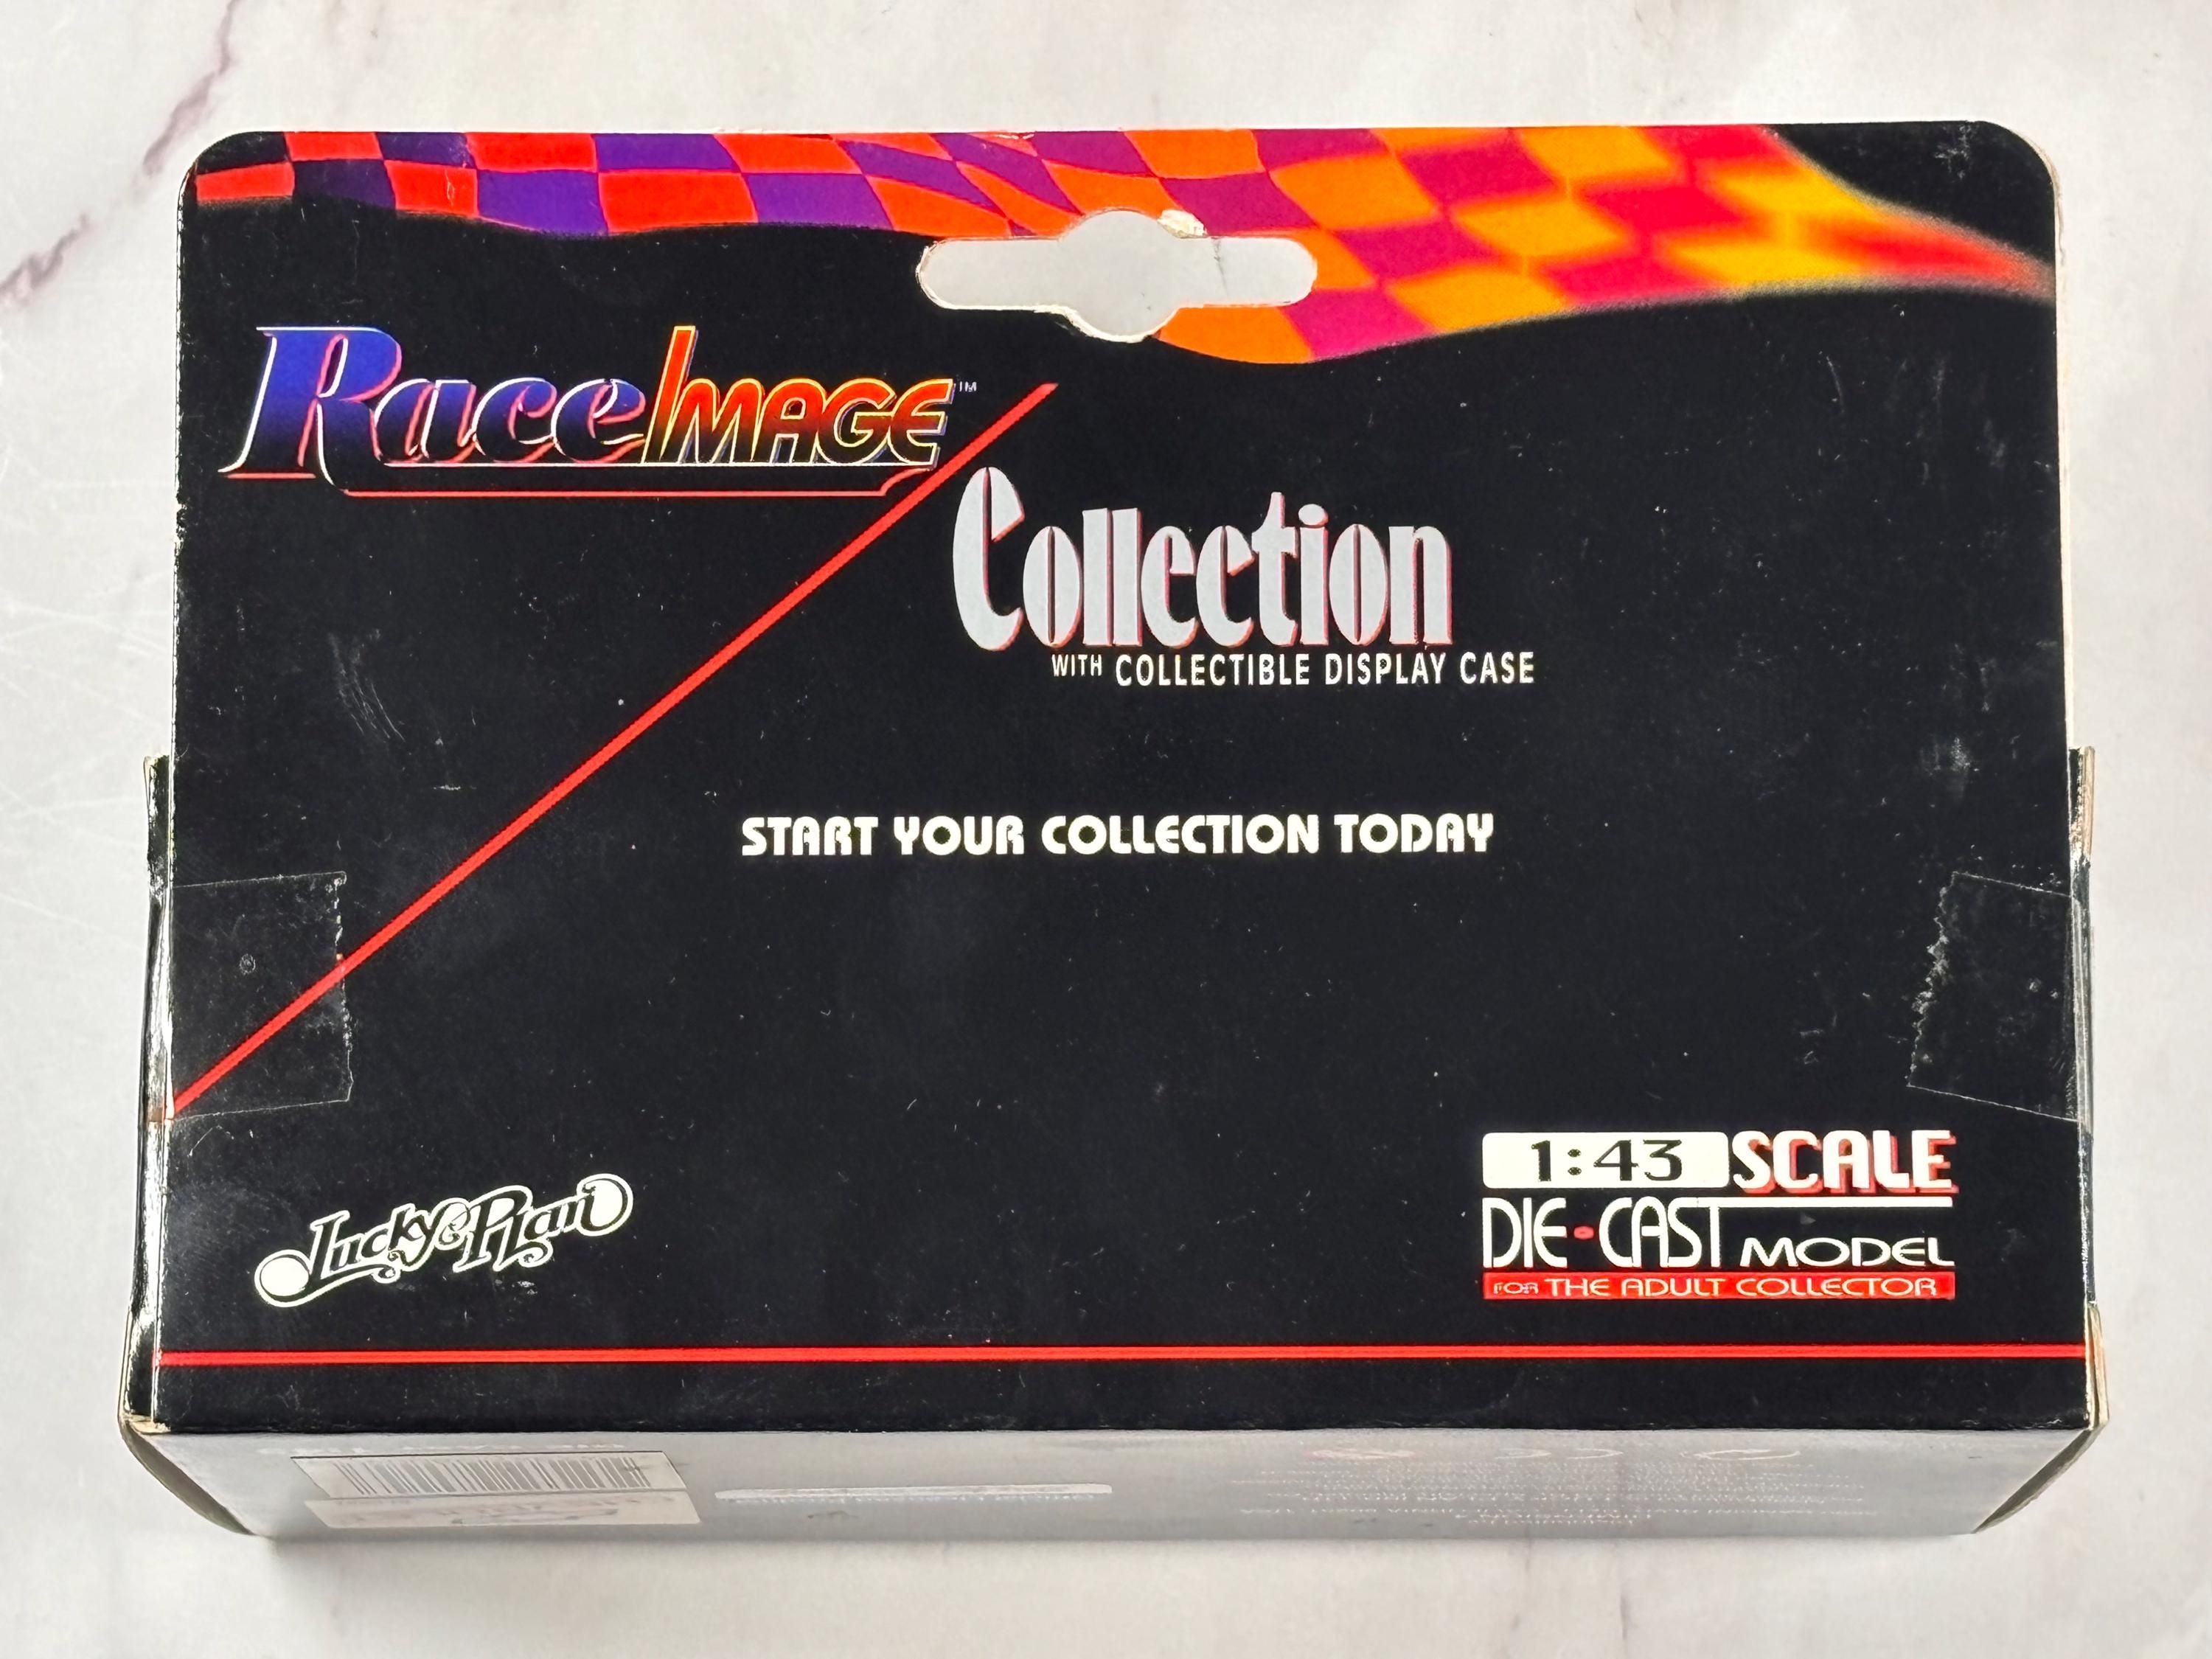 RaceImage™
Collection
WITH COLLECTIBLE DISPLAY CASE
START YOUR COLLECTION TODAY
Lucky Plan
1:43 SCALE
DIE•CAST MODEL
FOR THE ADULT COLLECTOR